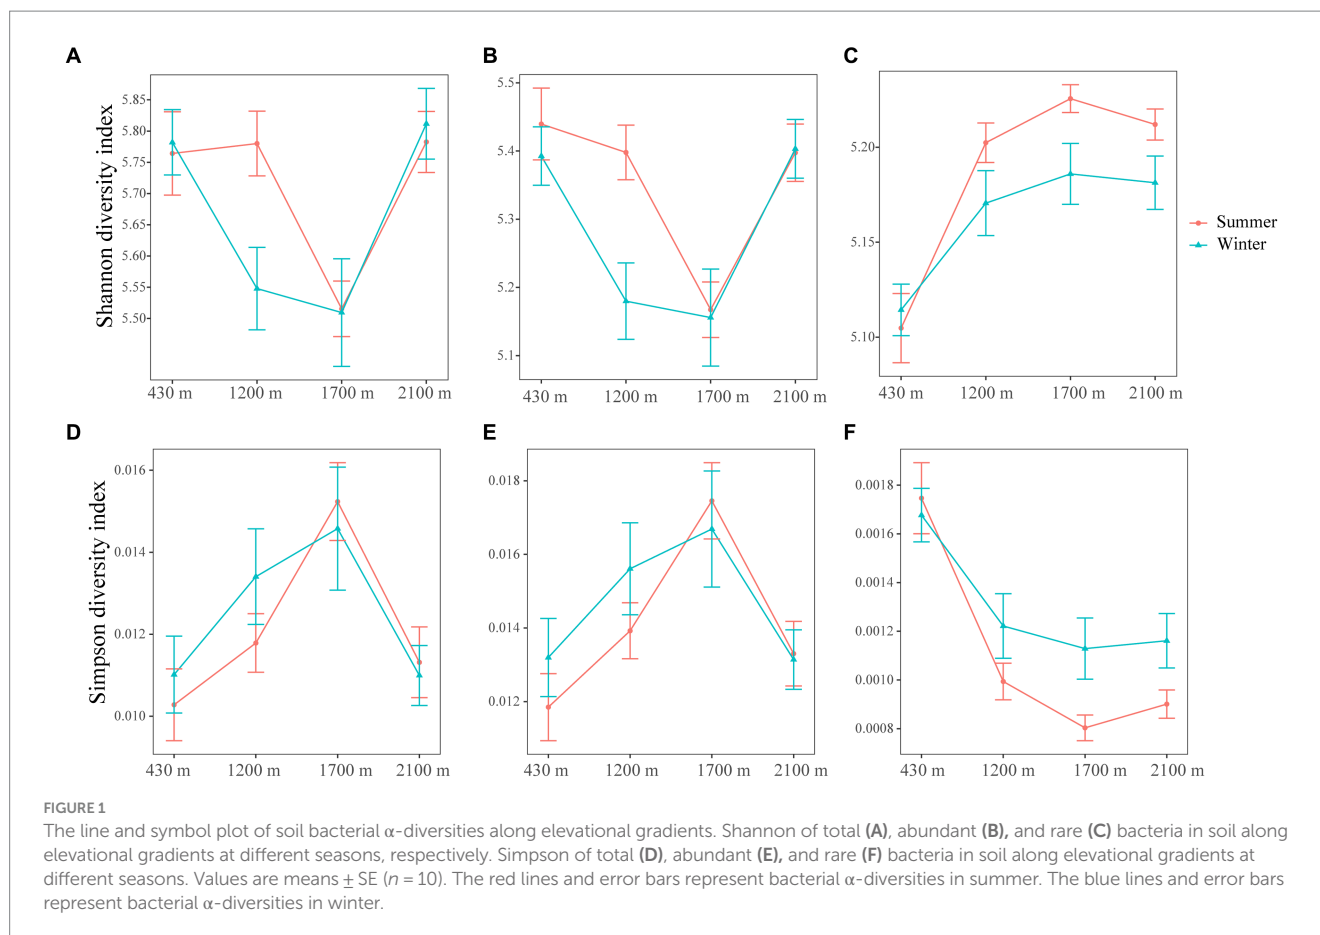 A
B
C
Shannon diversity index
5.85
5.80
5.75
5.70
5.65
5.60
5.55
5.50
430 m
1200 m
1700 m
2100 m
5.5
5.4
5.3
5.2
5.1
430 m
1200 m
1700 m
2100 m
5.20
5.15
5.10
430 m
1200 m
1700 m
2100 m
Summer
Winter
D
E
F
Simpson diversity index
0.016
0.014
0.012
0.010
430 m
1200 m
1700 m
2100 m
0.018
0.016
0.014
0.012
430 m
1200 m
1700 m
2100 m
0.0018
0.0016
0.0014
0.0012
0.0010
0.0008
430 m
1200 m
1700 m
2100 m
FIGURE 1
The line and symbol plot of soil bacterial α-diversities along elevational gradients. Shannon of total (A), abundant (B), and rare (C) bacteria in soil along
elevational gradients at different seasons, respectively. Simpson of total (D), abundant (E), and rare (F) bacteria in soil along elevational gradients at
different seasons. Values are means ± SE (n = 10). The red lines and error bars represent bacterial α-diversities in summer. The blue lines and error bars
represent bacterial α-diversities in winter.